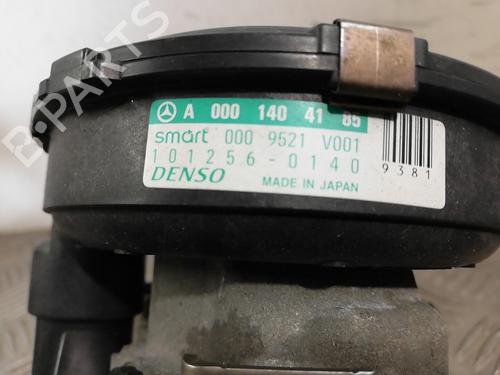 B-PARTS
A 000 140 41 85
smart 000 9521 V001
101256-0140
DENSO MADE IN JAPAN
9381